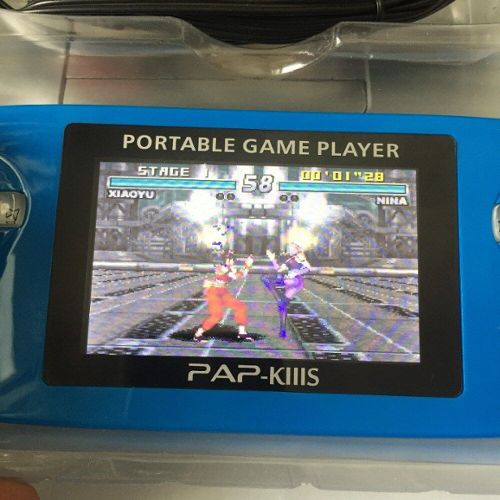 PORTABLE GAME PLAYER
STAGE 1 58 00'01"28
XIAOYU NINA
PAP-KIIIS